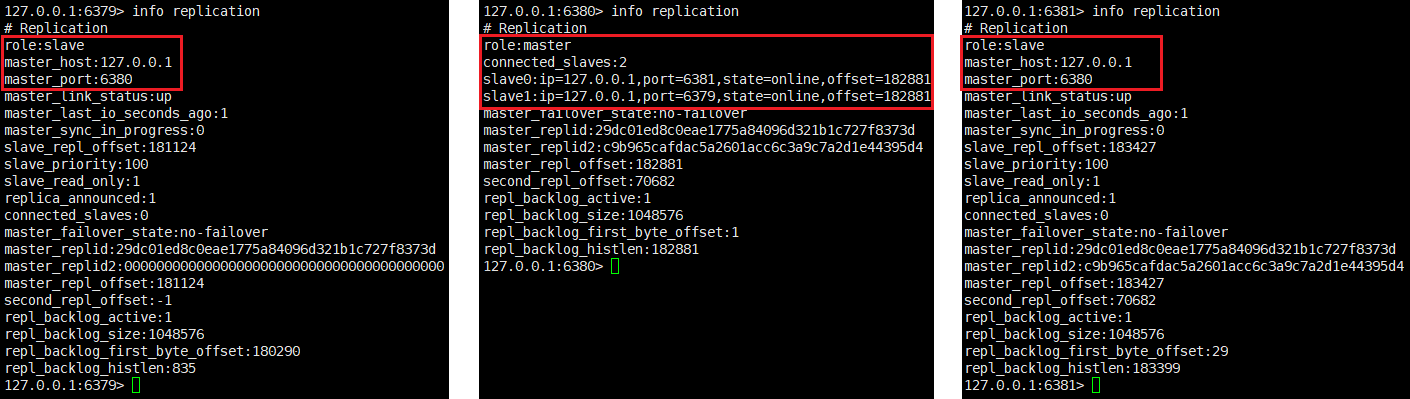 127.0.0.1:6379> info replication
# Replication
role:slave
master_host:127.0.0.1
master_port:6380
master_link_status:up
master_last_io_seconds_ago:1
master_sync_in_progress:0
slave_repl_offset:181124
slave_priority:100
slave_read_only:1
replica_announced:1
connected_slaves:0
master_failover_state:no-failover
master_replid:29dc01ed8c0eae1775a84096d321b1c727f8373d
master_replid2:0000000000000000000000000000000000000000
master_repl_offset:181124
second_repl_offset:-1
repl_backlog_active:1
repl_backlog_size:1048576
repl_backlog_first_byte_offset:180290
repl_backlog_histlen:835
127.0.0.1:6379>
127.0.0.1:6380> info replication
# Replication
role:master
connected_slaves:2
slave0:ip=127.0.0.1,port=6381,state=online,offset=182881
slave1:ip=127.0.0.1,port=6379,state=online,offset=182881
master_failover_state:no-failover
master_replid:29dc01ed8c0eae1775a84096d321b1c727f8373d
master_replid2:c9b965cafdac5a2601acc6c3a9c7a2d1e44395d4
master_repl_offset:182881
second_repl_offset:70682
repl_backlog_active:1
repl_backlog_size:1048576
repl_backlog_first_byte_offset:1
repl_backlog_histlen:182881
127.0.0.1:6380>
127.0.0.1:6381> info replication
# Replication
role:slave
master_host:127.0.0.1
master_port:6380
master_link_status:up
master_last_io_seconds_ago:1
master_sync_in_progress:0
slave_repl_offset:183427
slave_priority:100
slave_read_only:1
replica_announced:1
connected_slaves:0
master_failover_state:no-failover
master_replid:29dc01ed8c0eae1775a84096d321b1c727f8373d
master_replid2:c9b965cafdac5a2601acc6c3a9c7a2d1e44395d4
master_repl_offset:183427
second_repl_offset:70682
repl_backlog_active:1
repl_backlog_size:1048576
repl_backlog_first_byte_offset:29
repl_backlog_histlen:183399
127.0.0.1:6381>